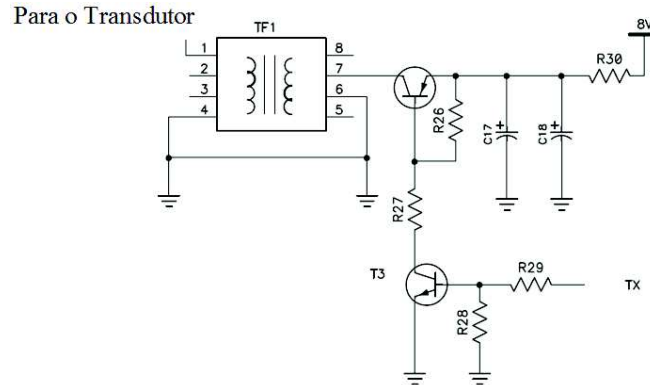 Para o Transdutor
TF1
8V
1
8
2
7
3
6
4
5
R30
R26
C17
+
C18
+
R27
T3
R29
TX
R28